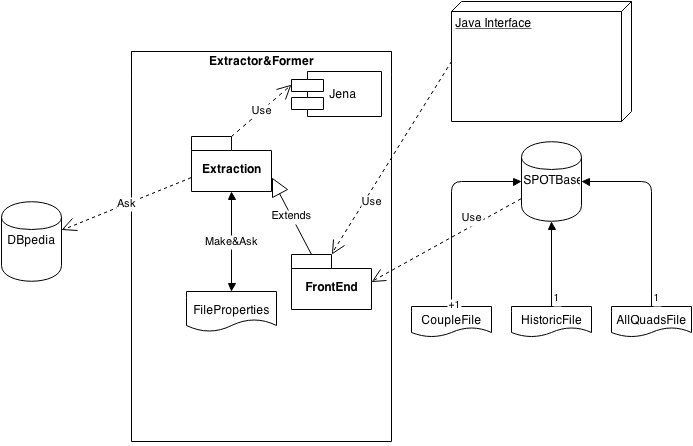 Java Interface
Extractor&Former
Jena
Use
Extraction
SPOTBase
Ask
Use
Extends
Use
DBpedia
Make&Ask
FrontEnd
FileProperties
+1
1
1
CoupleFile
HistoricFile
AllQuadsFile